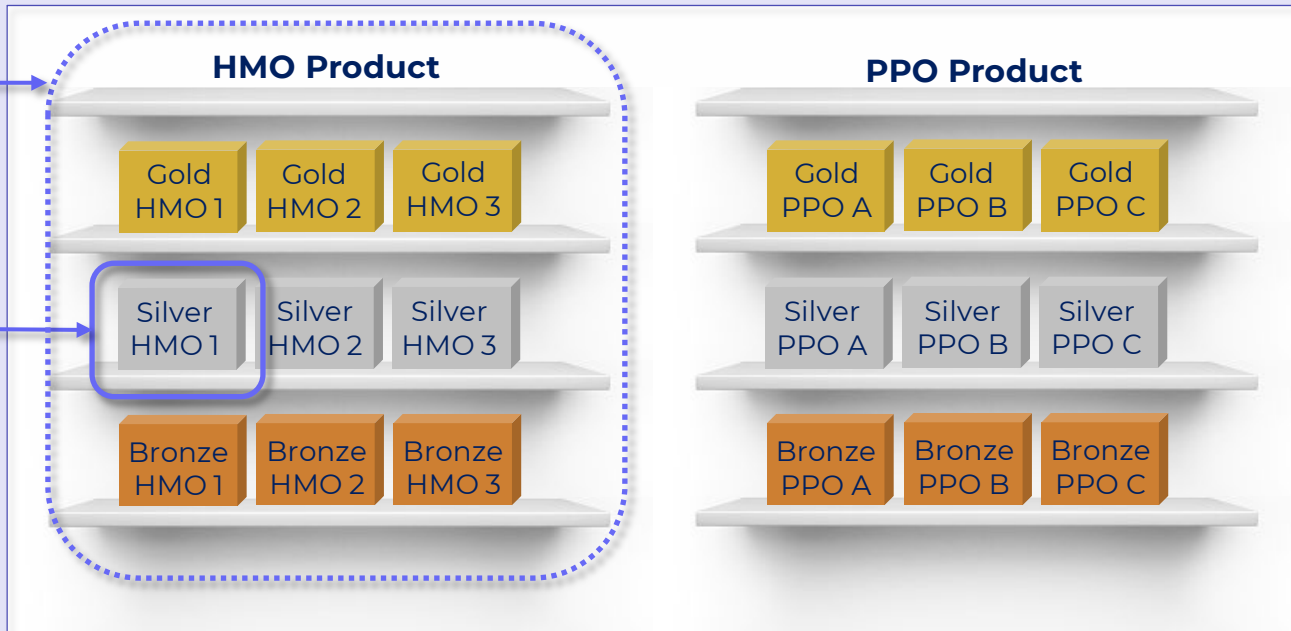 HMO Product
Gold
HMO 1
Gold
HMO 2
Gold
HMO 3
Silver
HMO 1
Silver
HMO 2
Silver
HMO 3
Bronze
HMO 1
Bronze
HMO 2
Bronze
HMO 3
PPO Product
Gold
PPO A
Gold
PPO B
Gold
PPO C
Silver
PPO A
Silver
PPO B
Silver
PPO C
Bronze
PPO A
Bronze
PPO B
Bronze
PPO C